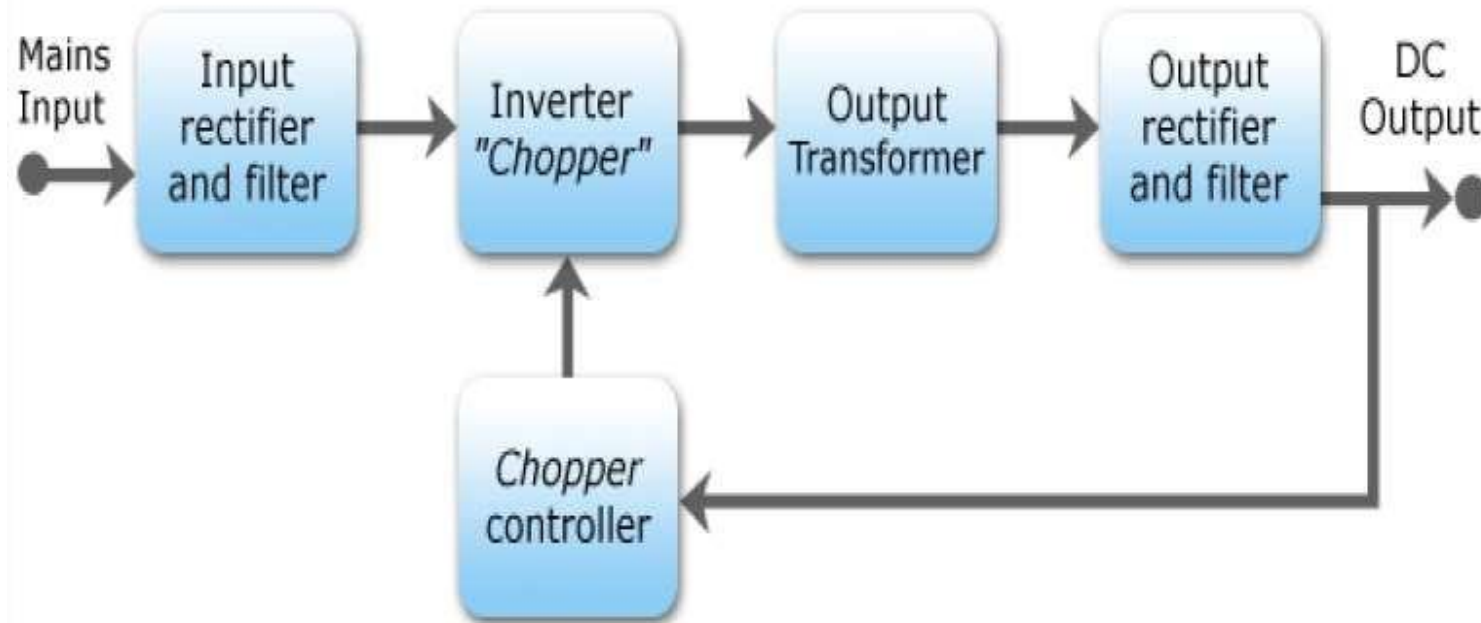 Mains
Input
Input
rectifier
and filter
Inverter
"Chopper"
Output
Transformer
Output
rectifier
and filter
DC
Output
Chopper
controller